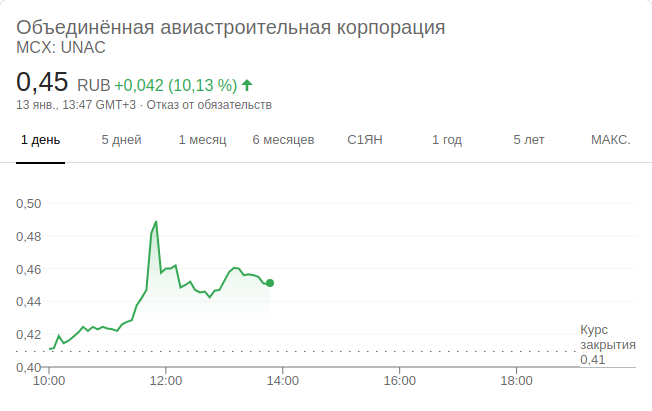 Объединённая авиастроительная корпорация
MCX: UNAC
0,45 RUB +0,042 (10,13 %)
13 янв., 13:47 GMT+3 · Отказ от обязательств
1 день 5 дней 1 месяц 6 месяцев С1ЯН 1 год 5 лет МАКС.
0,50
0,48
0,46
0,44
0,42
0,40
Курс
закрытия
0,41
10:00 12:00 14:00 16:00 18:00